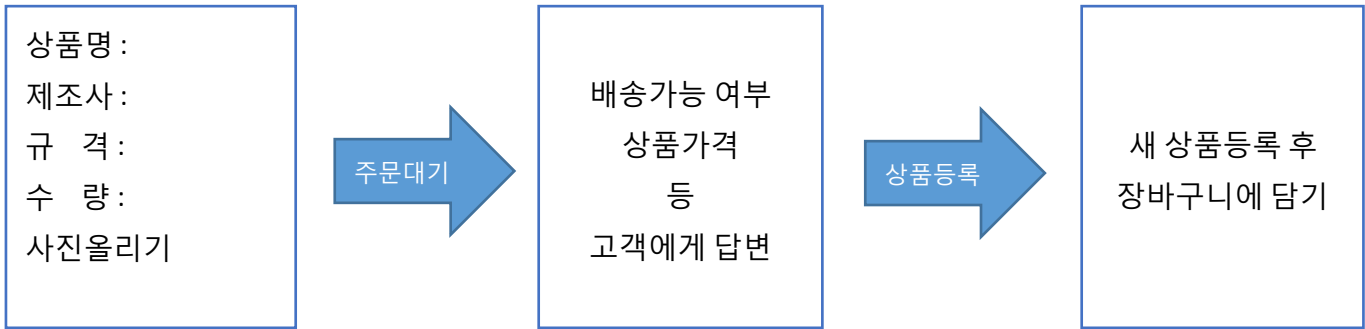 상품명 :
제조사 :
규 격 :
수 량 :
사진올리기
주문대기
배송가능 여부
상품가격
등
고객에게 답변
상품등록
새 상품등록 후
장바구니에 담기